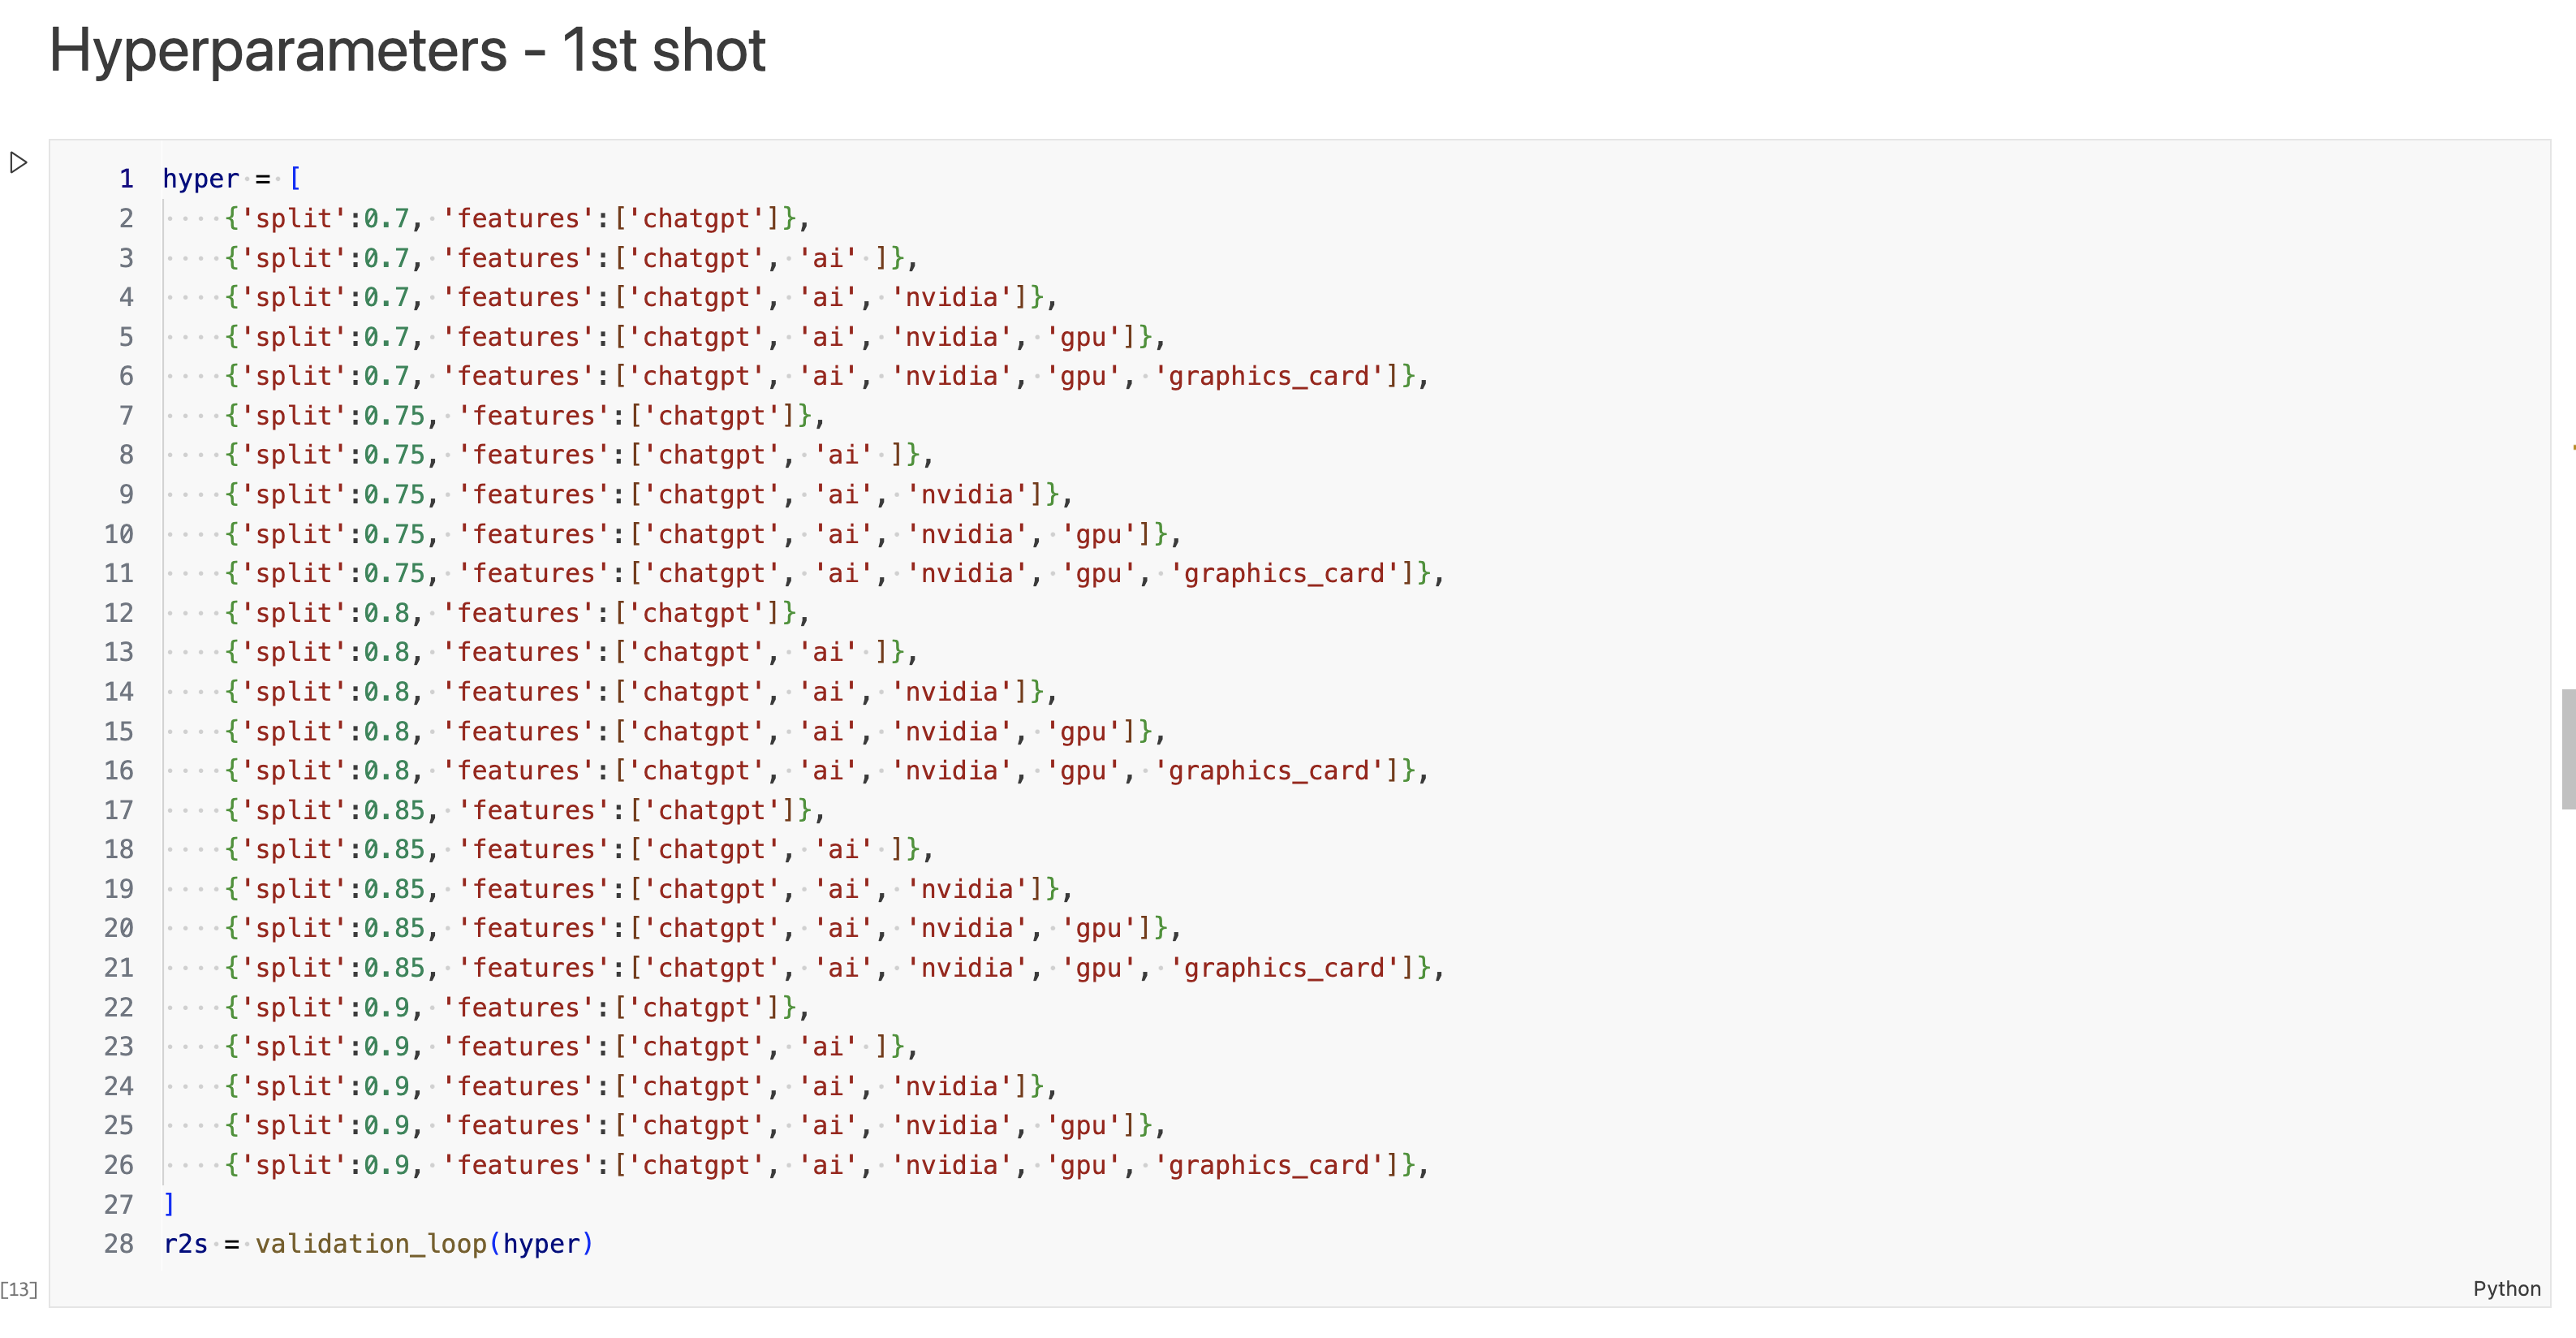 Hyperparameters - 1st shot
1 hyper = [
2     {'split':0.7, 'features':['chatgpt']},
3     {'split':0.7, 'features':['chatgpt', 'ai' ]},
4     {'split':0.7, 'features':['chatgpt', 'ai', 'nvidia']},
5     {'split':0.7, 'features':['chatgpt', 'ai', 'nvidia', 'gpu']},
6     {'split':0.7, 'features':['chatgpt', 'ai', 'nvidia', 'gpu', 'graphics_card']},
7     {'split':0.75, 'features':['chatgpt']},
8     {'split':0.75, 'features':['chatgpt', 'ai' ]},
9     {'split':0.75, 'features':['chatgpt', 'ai', 'nvidia']},
10     {'split':0.75, 'features':['chatgpt', 'ai', 'nvidia', 'gpu']},
11     {'split':0.75, 'features':['chatgpt', 'ai', 'nvidia', 'gpu', 'graphics_card']},
12     {'split':0.8, 'features':['chatgpt']},
13     {'split':0.8, 'features':['chatgpt', 'ai' ]},
14     {'split':0.8, 'features':['chatgpt', 'ai', 'nvidia']},
15     {'split':0.8, 'features':['chatgpt', 'ai', 'nvidia', 'gpu']},
16     {'split':0.8, 'features':['chatgpt', 'ai', 'nvidia', 'gpu', 'graphics_card']},
17     {'split':0.85, 'features':['chatgpt']},
18     {'split':0.85, 'features':['chatgpt', 'ai' ]},
19     {'split':0.85, 'features':['chatgpt', 'ai', 'nvidia']},
20     {'split':0.85, 'features':['chatgpt', 'ai', 'nvidia', 'gpu']},
21     {'split':0.85, 'features':['chatgpt', 'ai', 'nvidia', 'gpu', 'graphics_card']},
22     {'split':0.9, 'features':['chatgpt']},
23     {'split':0.9, 'features':['chatgpt', 'ai' ]},
24     {'split':0.9, 'features':['chatgpt', 'ai', 'nvidia']},
25     {'split':0.9, 'features':['chatgpt', 'ai', 'nvidia', 'gpu']},
26     {'split':0.9, 'features':['chatgpt', 'ai', 'nvidia', 'gpu', 'graphics_card']},
27 ]
28 r2s = validation_loop(hyper)
[13] Python